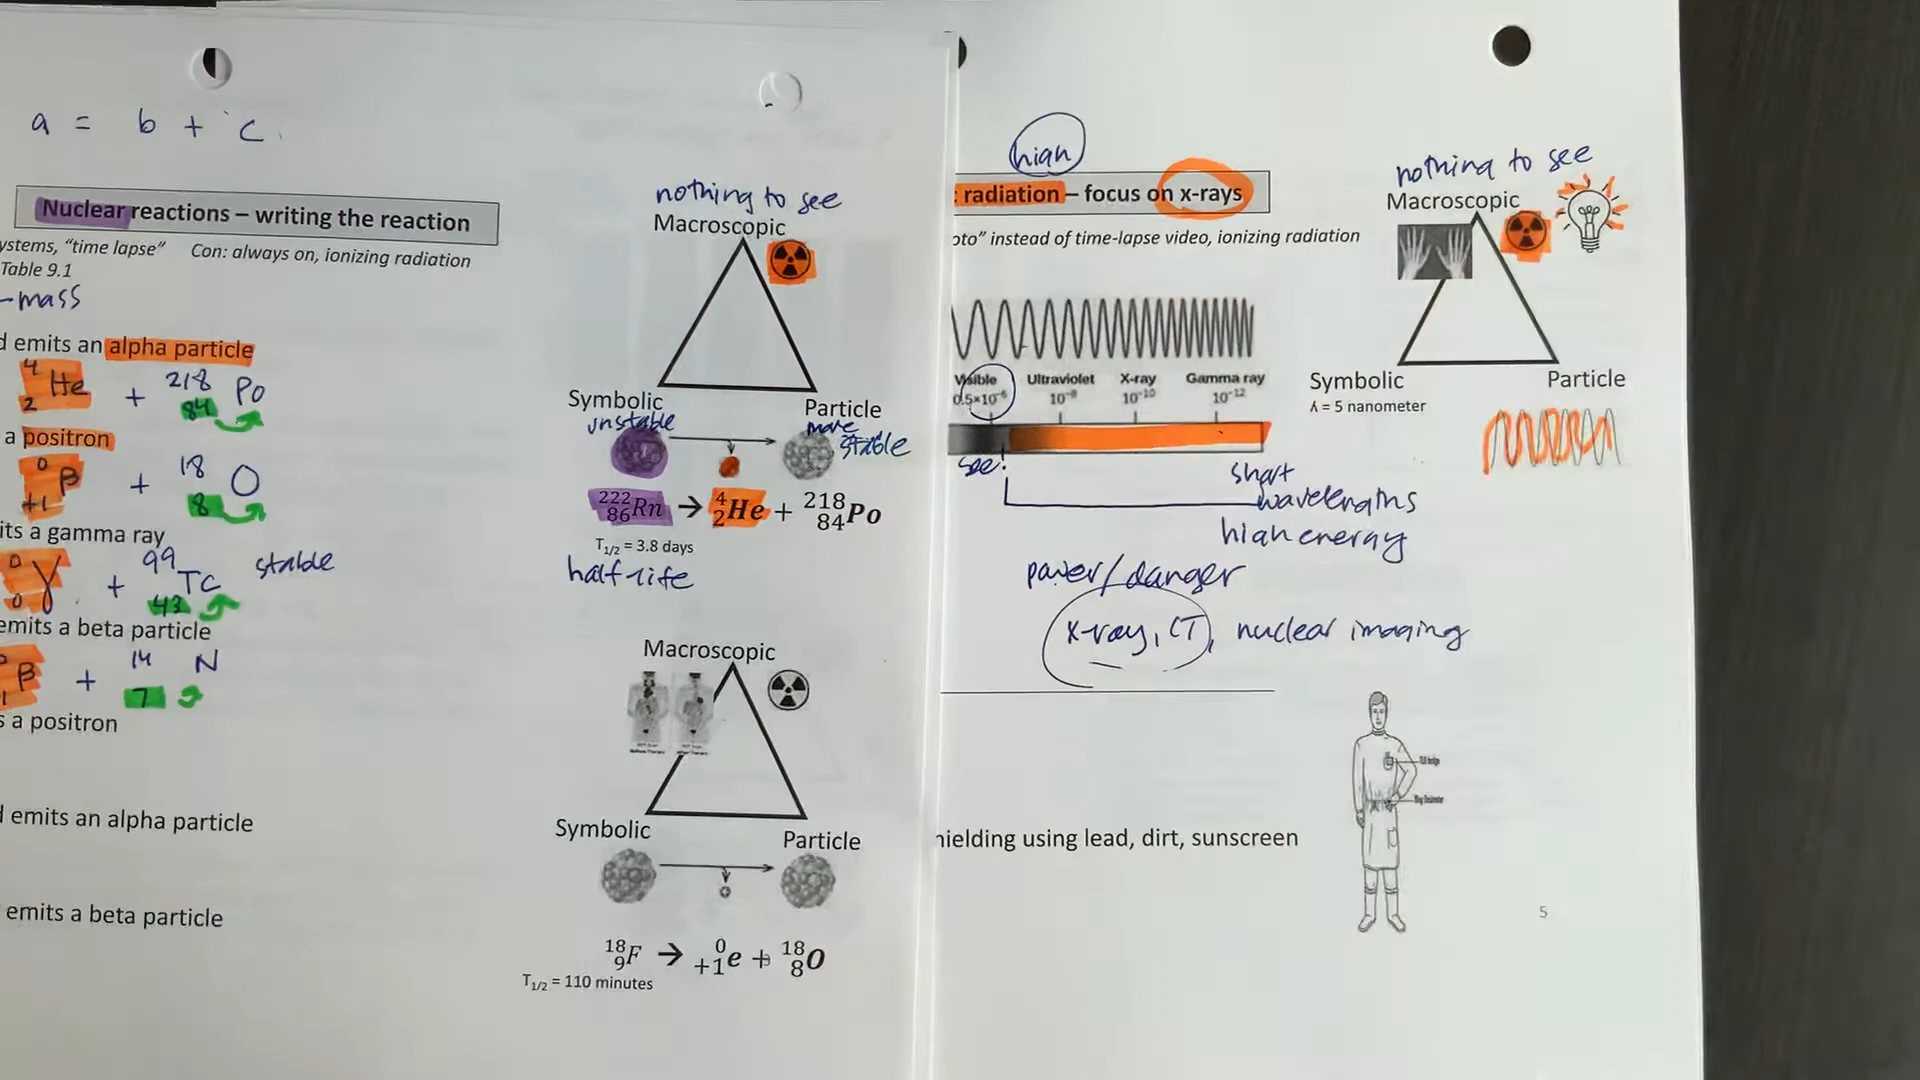 a = b + c
Nuclear reactions – writing the reaction
ystems, “time lapse” Con: always on, ionizing radiation
Table 9.1
-mass
d emits an alpha particle
4 2 He + 218 84 Po
a positron
0 +1 β + 18 8 O
its a gamma ray
0 0 γ + 99 43 Tc stable
emits a beta particle
β + 14 7 N
s a positron
d emits an alpha particle
emits a beta particle
nothing to see
Macroscopic
Symbolic
Particle
unstable
more
stable
222 86 Rn → 4 2 He + 218 84 Po
T1/2 = 3.8 days
half-life
Macroscopic
Symbolic
Particle
18 9 F → 0 +1 e + 18 8 O
T1/2 = 110 minutes
high
radiation – focus on x-rays
oto” instead of time-lapse video, ionizing radiation
Visible Ultraviolet X-ray Gamma ray
0.5×10⁻⁶ 10⁻⁸ 10⁻¹⁰ 10⁻¹²
see!
short
wavelengths
high energy
power/danger
x-ray, CT, nuclear imaging
hielding using lead, dirt, sunscreen
nothing to see
Macroscopic
Symbolic
Particle
λ = 5 nanometer
5